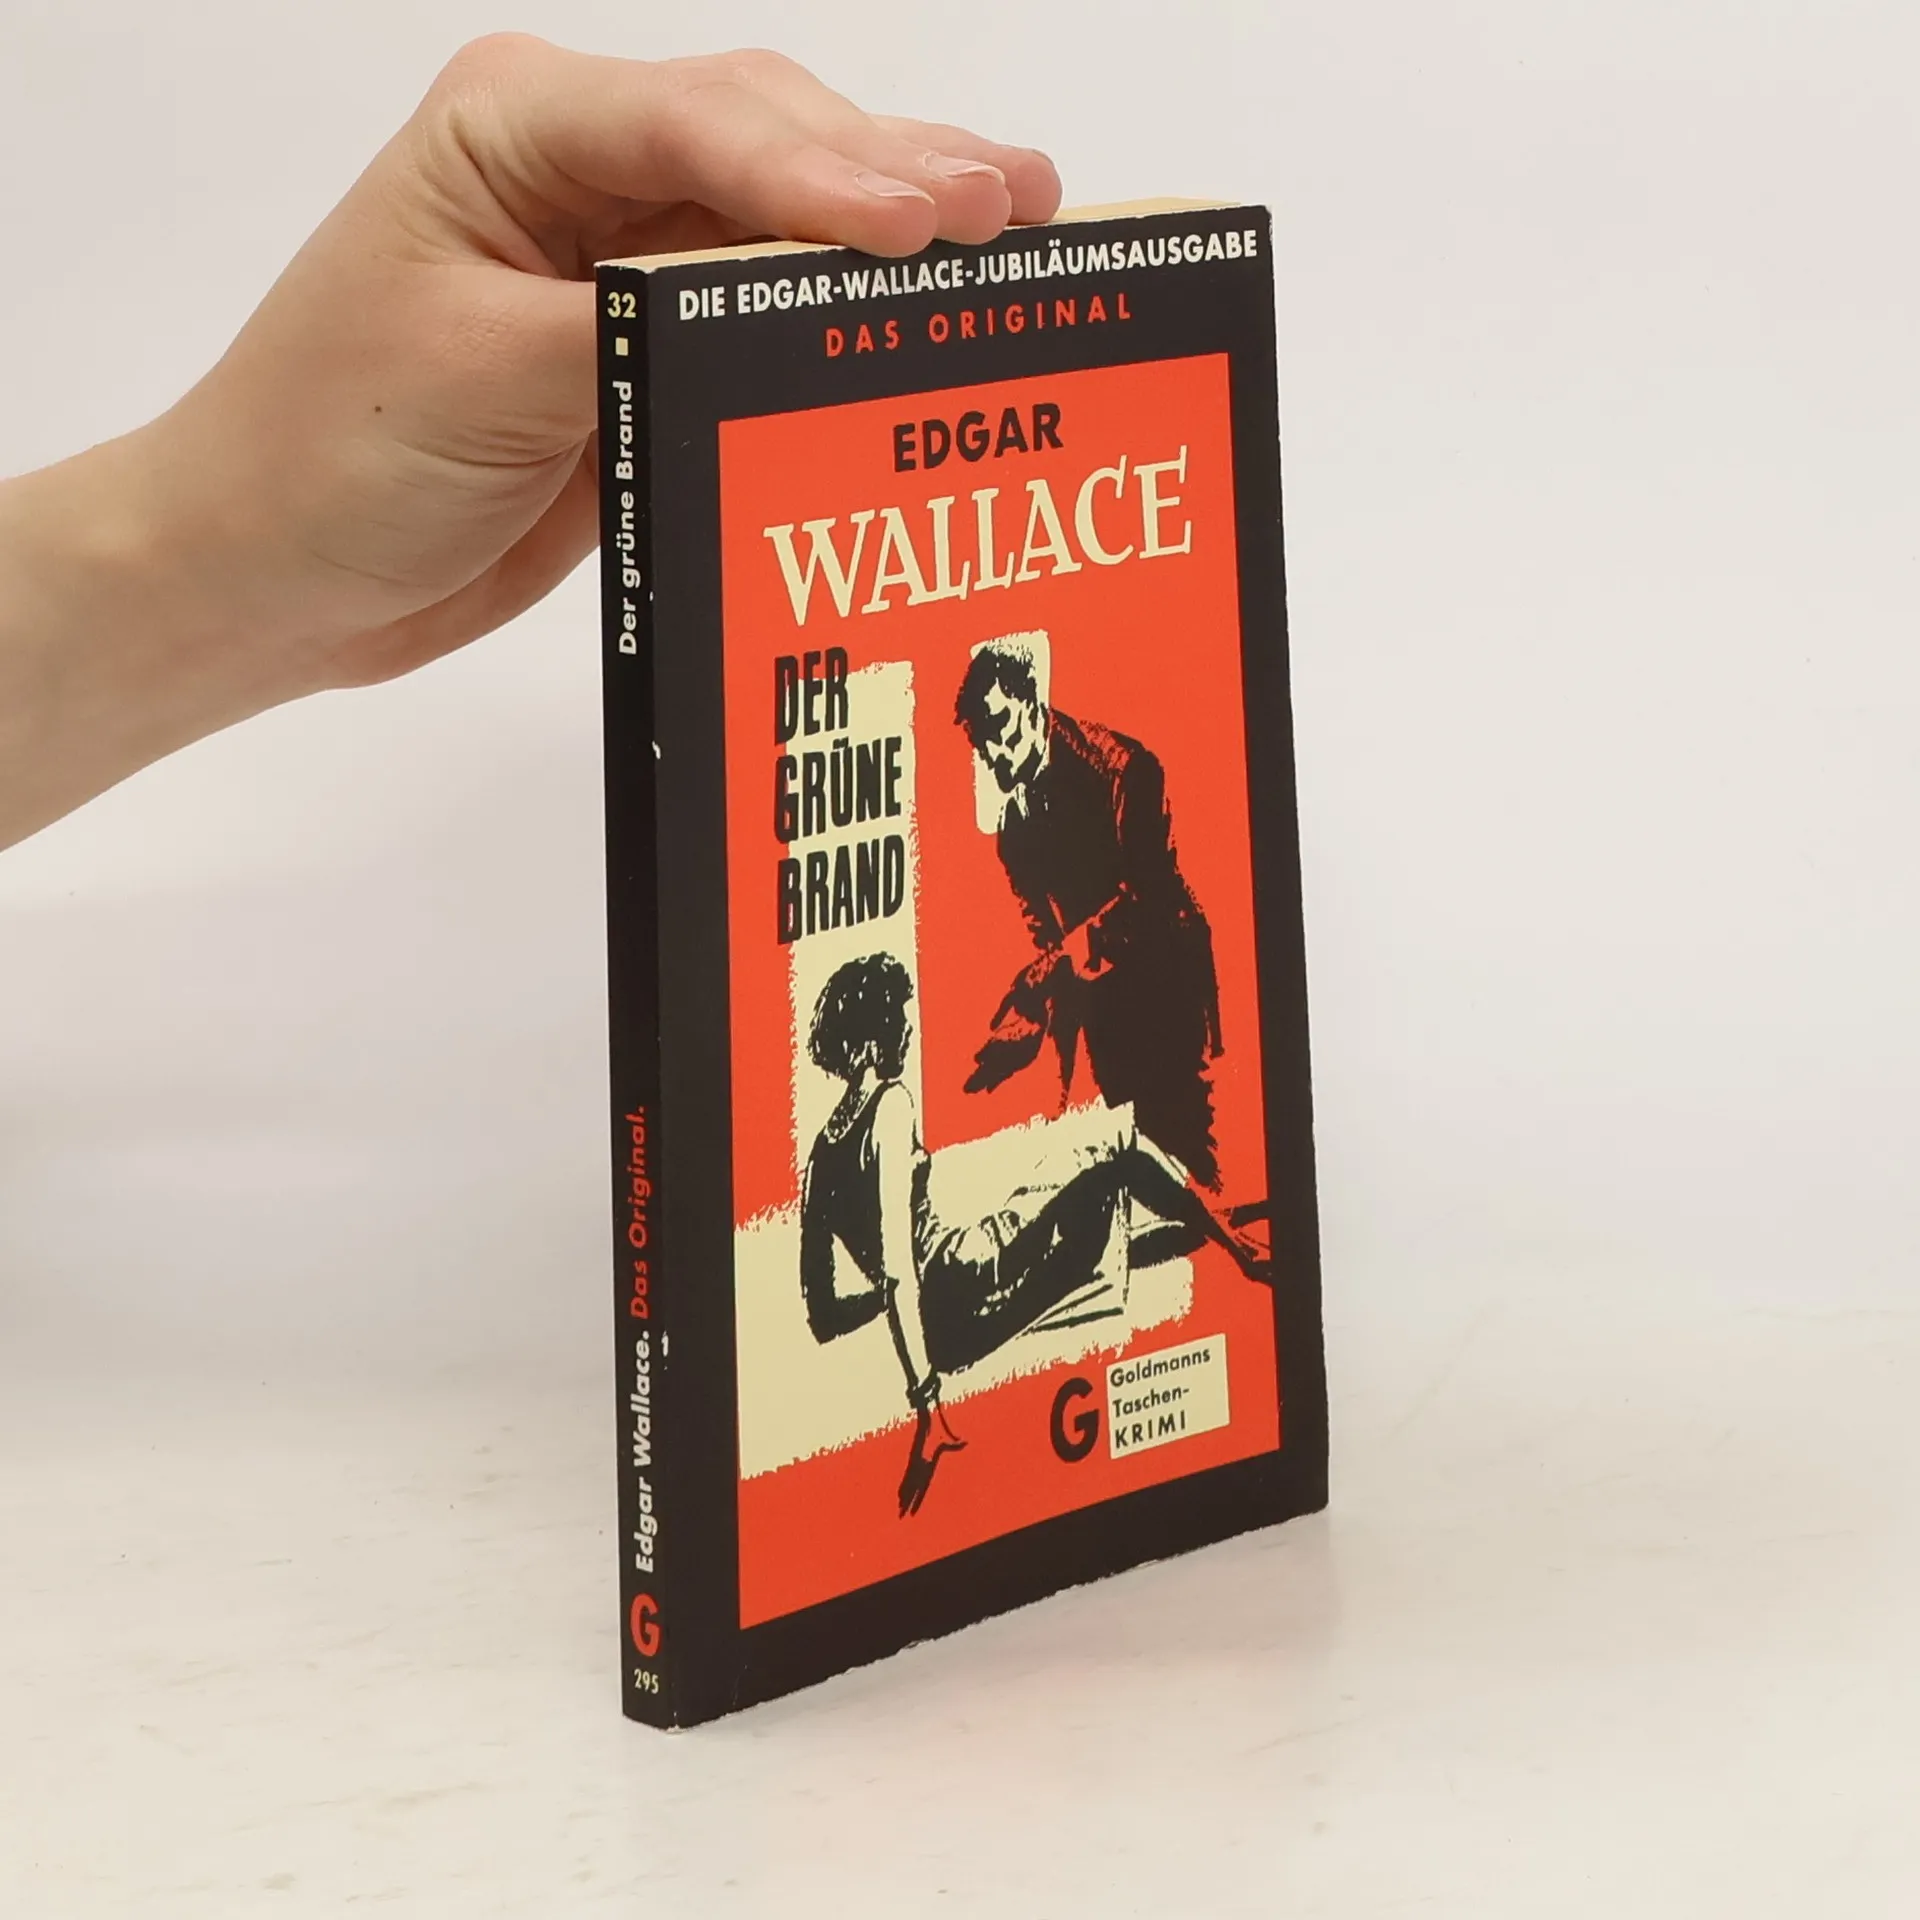 DIE EDGAR-WALLACE-JUBILÄUMSAUSGABE
DAS ORIGINAL
EDGAR
WALLACE
DER
GRÜNE
BRAND
G
Goldmanns
Taschen-
KRIMI
32 Der grüne Brand
Edgar Wallace. Das Original.
G
295